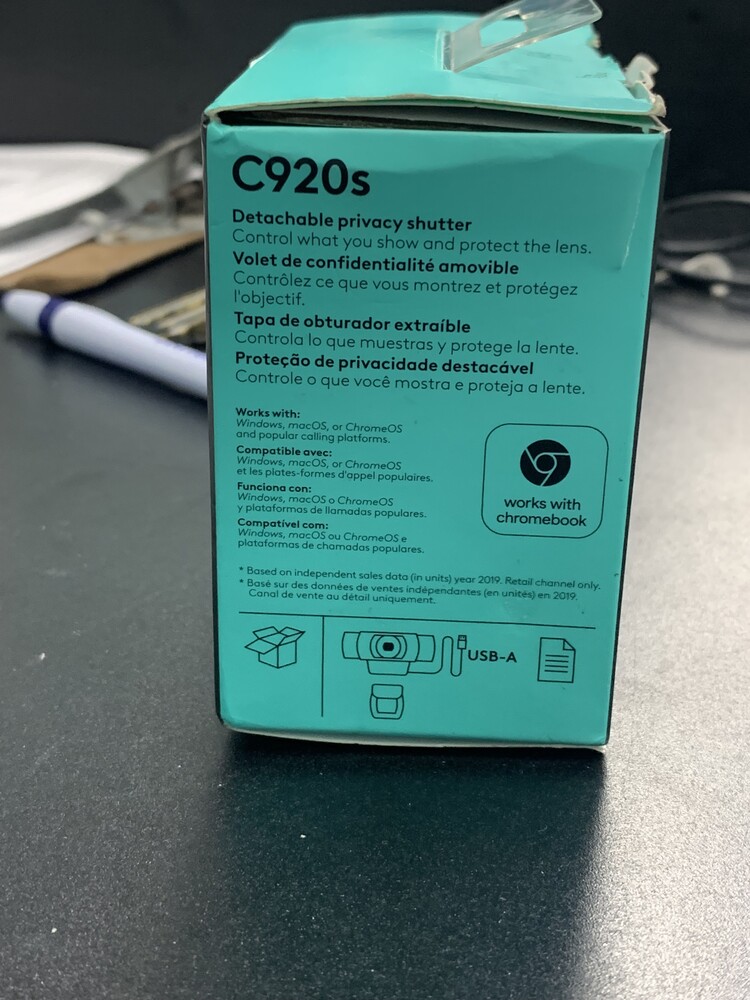 C920s
Detachable privacy shutter
Control what you show and protect the lens.
Volet de confidentialité amovible
Contrôlez ce que vous montrez et protégez
l'objectif.
Tapa de obturador extraíble
Controla lo que muestras y protege la lente.
Proteção de privacidade destacável
Controle o que você mostra e proteja a lente.
Works with:
Windows, macOS, or ChromeOS
and popular calling platforms.
Compatible avec:
Windows, macOS, or ChromeOS
et les plates-formes d'appel populaires.
Funciona con:
Windows, macOS o ChromeOS
y plataformas de llamadas populares.
Compatível com:
Windows, macOS ou ChromeOS e
plataformas de chamadas populares.
works with
chromebook
* Based on independent sales data (in units) year 2019. Retail channel only.
* Basé sur des données de ventes indépendantes (en unités) en 2019.
Canal de vente au détail uniquement.
USB-A